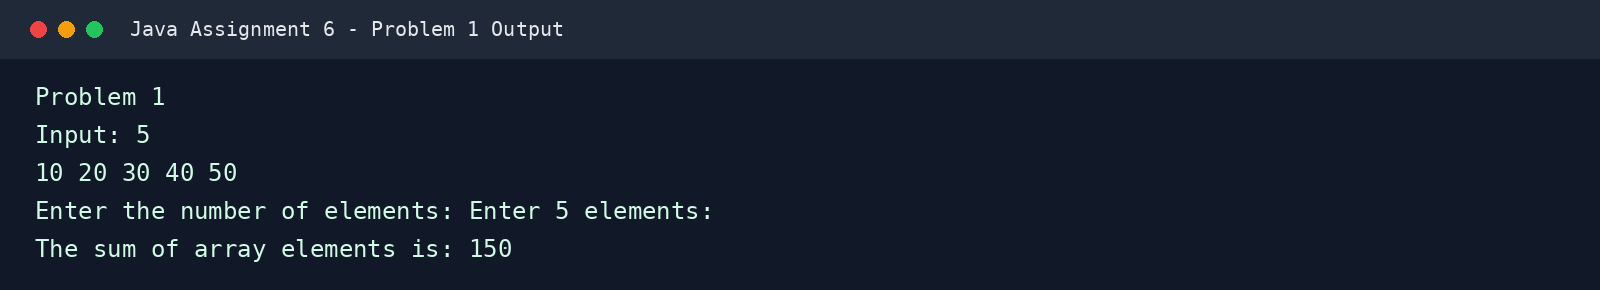 Java Assignment 6 - Problem 1 Output
Problem 1
Input: 5
10 20 30 40 50
Enter the number of elements: Enter 5 elements:
The sum of array elements is: 150